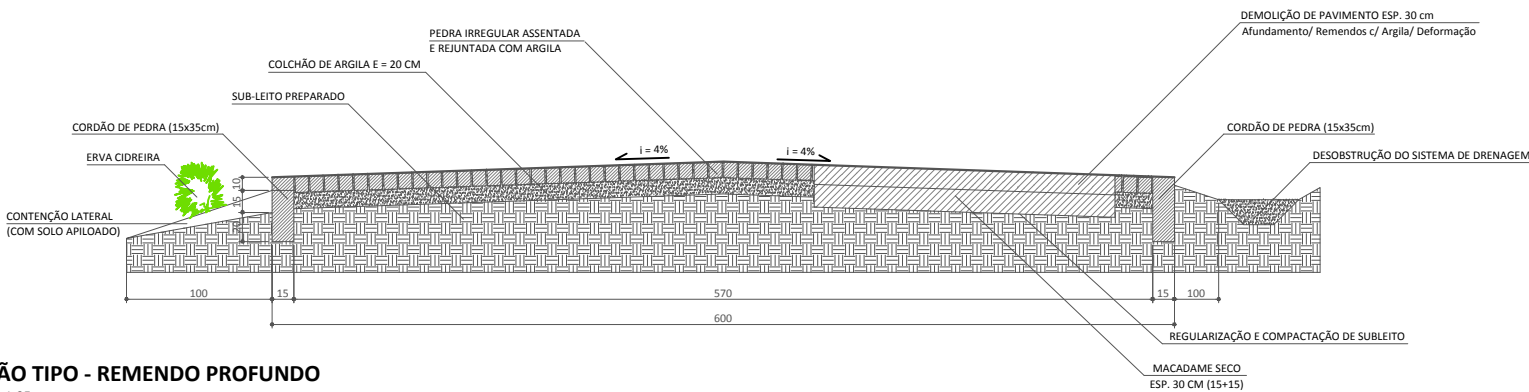 DEMOLIÇÃO DE PAVIMENTO ESP. 30 cm
Afundamento/ Remendos c/ Argila/ Deformação
PEDRA IRREGULAR ASSENTADA
E REJUNTADA COM ARGILA
COLCHÃO DE ARGILA E = 20 CM
SUB-LEITO PREPARADO
CORDÃO DE PEDRA (15x35cm)
CORDÃO DE PEDRA (15x35cm)
ERVA CIDREIRA
i = 4%
i = 4%
DESOBSTRUÇÃO DO SISTEMA DE DRENAGEM
10
15
20
CONTENÇÃO LATERAL
(COM SOLO APILOADO)
100
15
570
15
100
600
REGULARIZAÇÃO E COMPACTAÇÃO DE SUBLEITO
MACADAME SECO
ESP. 30 CM (15+15)
ÃO TIPO - REMENDO PROFUNDO